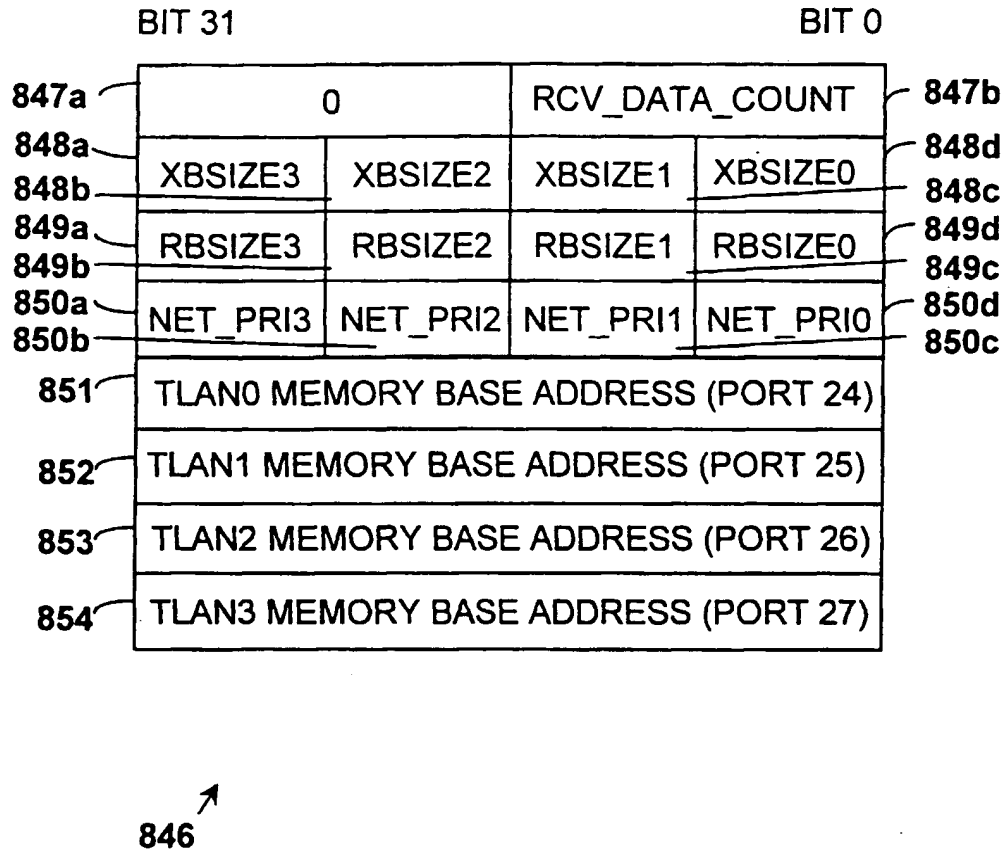 BIT 31 BIT 0
847a 0 RCV_DATA_COUNT 847b
848a XBSIZE3 XBSIZE2 XBSIZE1 XBSIZE0 848d
848b 848c
849a RBSIZE3 RBSIZE2 RBSIZE1 RBSIZE0 849d
849b 849c
850a NET_PRI3 NET_PRI2 NET_PRI1 NET_PRI0 850d
850b 850c
851 TLAN0 MEMORY BASE ADDRESS (PORT 24)
852 TLAN1 MEMORY BASE ADDRESS (PORT 25)
853 TLAN2 MEMORY BASE ADDRESS (PORT 26)
854 TLAN3 MEMORY BASE ADDRESS (PORT 27)
846